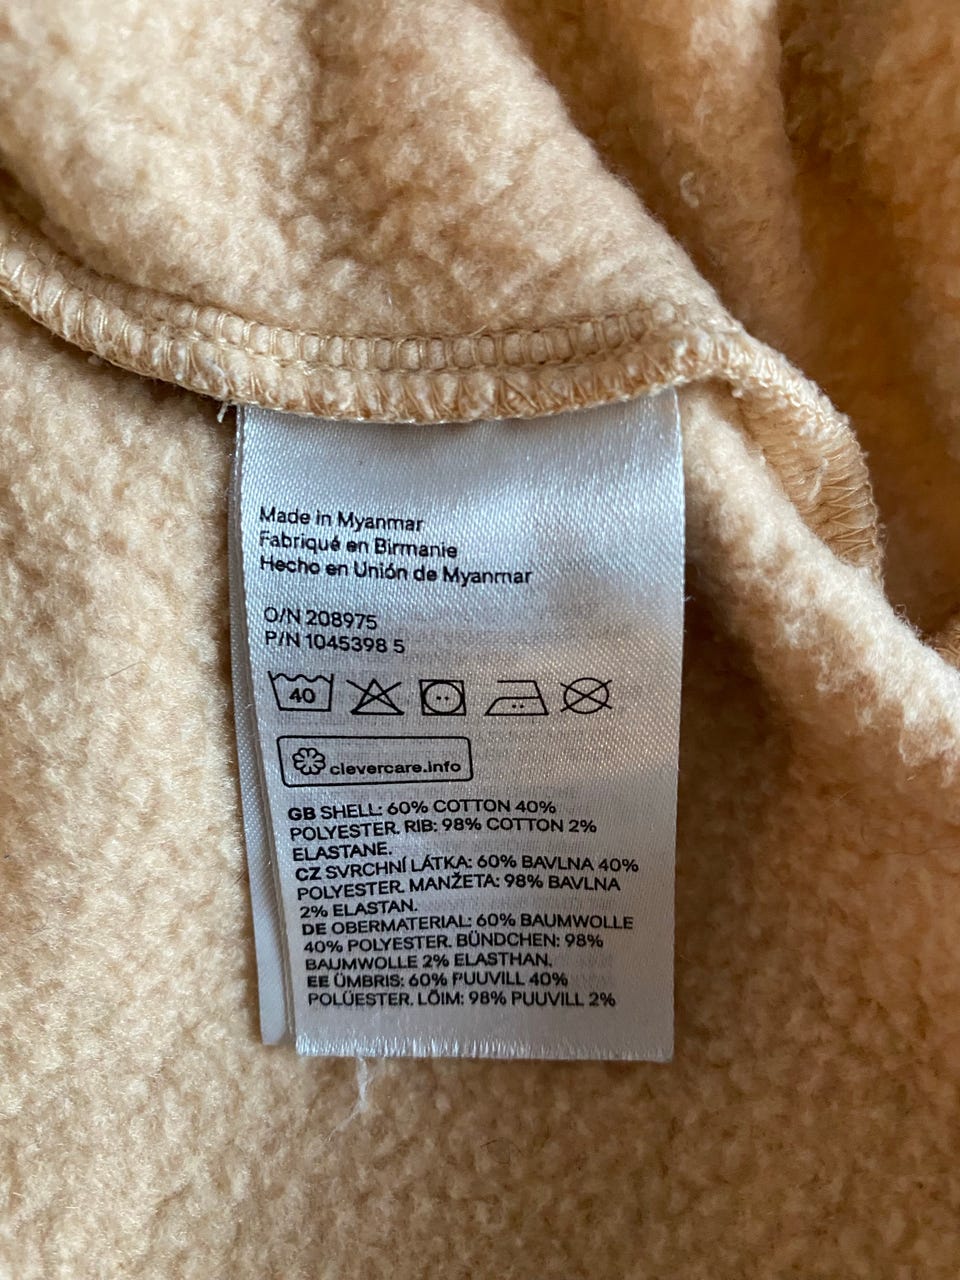 Made in Myanmar
Fabriqué en Birmanie
Hecho en Unión de Myanmar
O/N 208975
P/N 1045398 5
40
clevercare.info
GB SHELL: 60% COTTON 40%
POLYESTER. RIB: 98% COTTON 2%
ELASTANE.
CZ SVRCHNÍ LÁTKA: 60% BAVLNA 40%
POLYESTER. MANŽETA: 98% BAVLNA
2% ELASTAN.
DE OBERMATERIAL: 60% BAUMWOLLE
40% POLYESTER. BÜNDCHEN: 98%
BAUMWOLLE 2% ELASTHAN.
EE ÜMBRIS: 60% PUUVILL 40%
POLÜESTER. LÕIM: 98% PUUVILL 2%